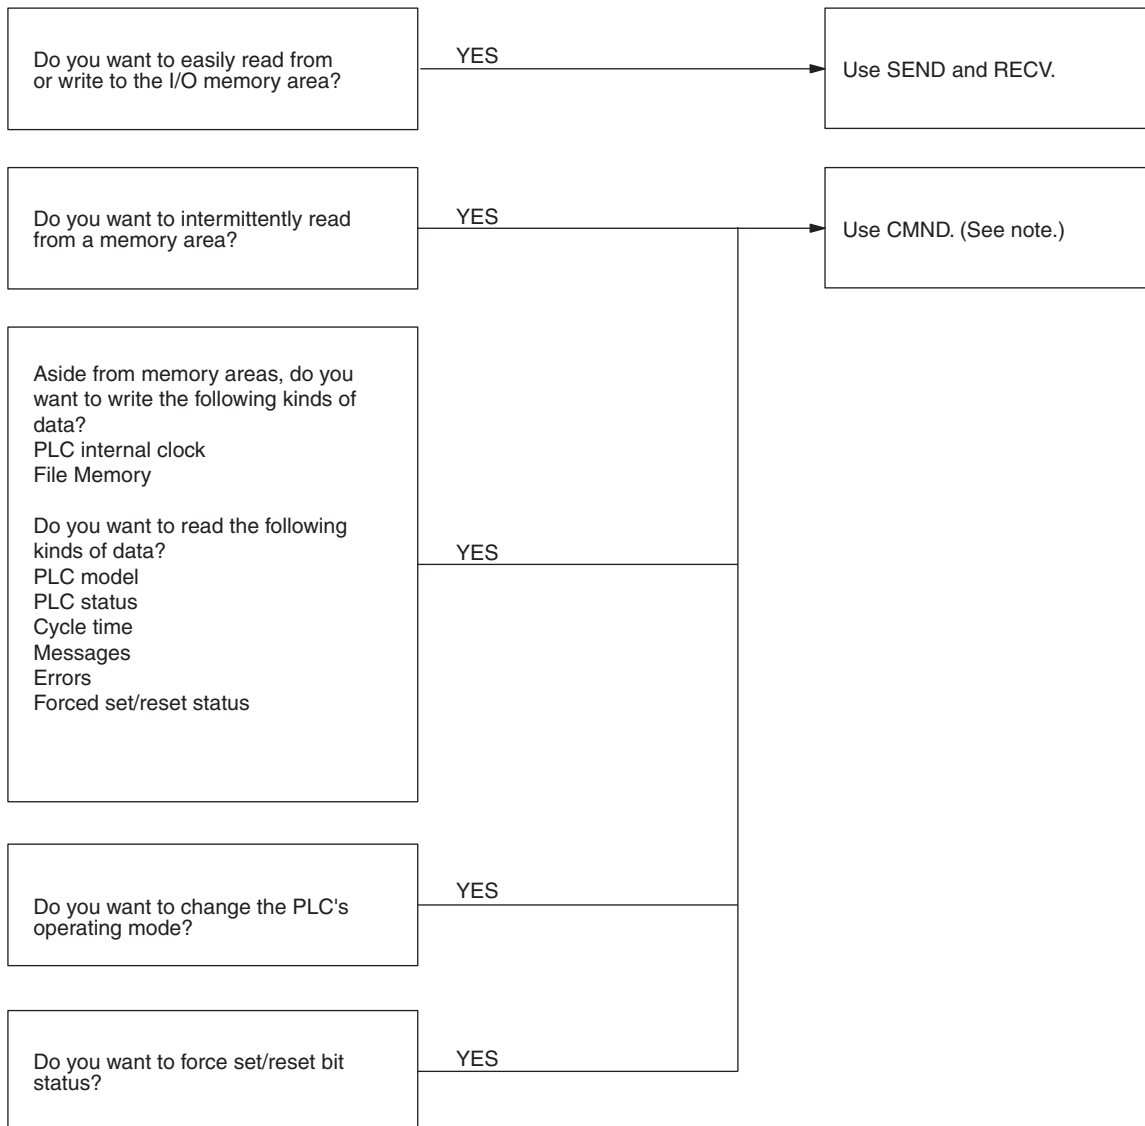 Do you want to easily read from
or write to the I/O memory area?
YES
Use SEND and RECV.
Do you want to intermittently read
from a memory area?
YES
Use CMND. (See note.)
Aside from memory areas, do you
want to write the following kinds of
data?
PLC internal clock
File Memory
Do you want to read the following
kinds of data?
PLC model
PLC status
Cycle time
Messages
Errors
Forced set/reset status
YES
Do you want to change the PLC's
operating mode?
YES
Do you want to force set/reset bit
status?
YES